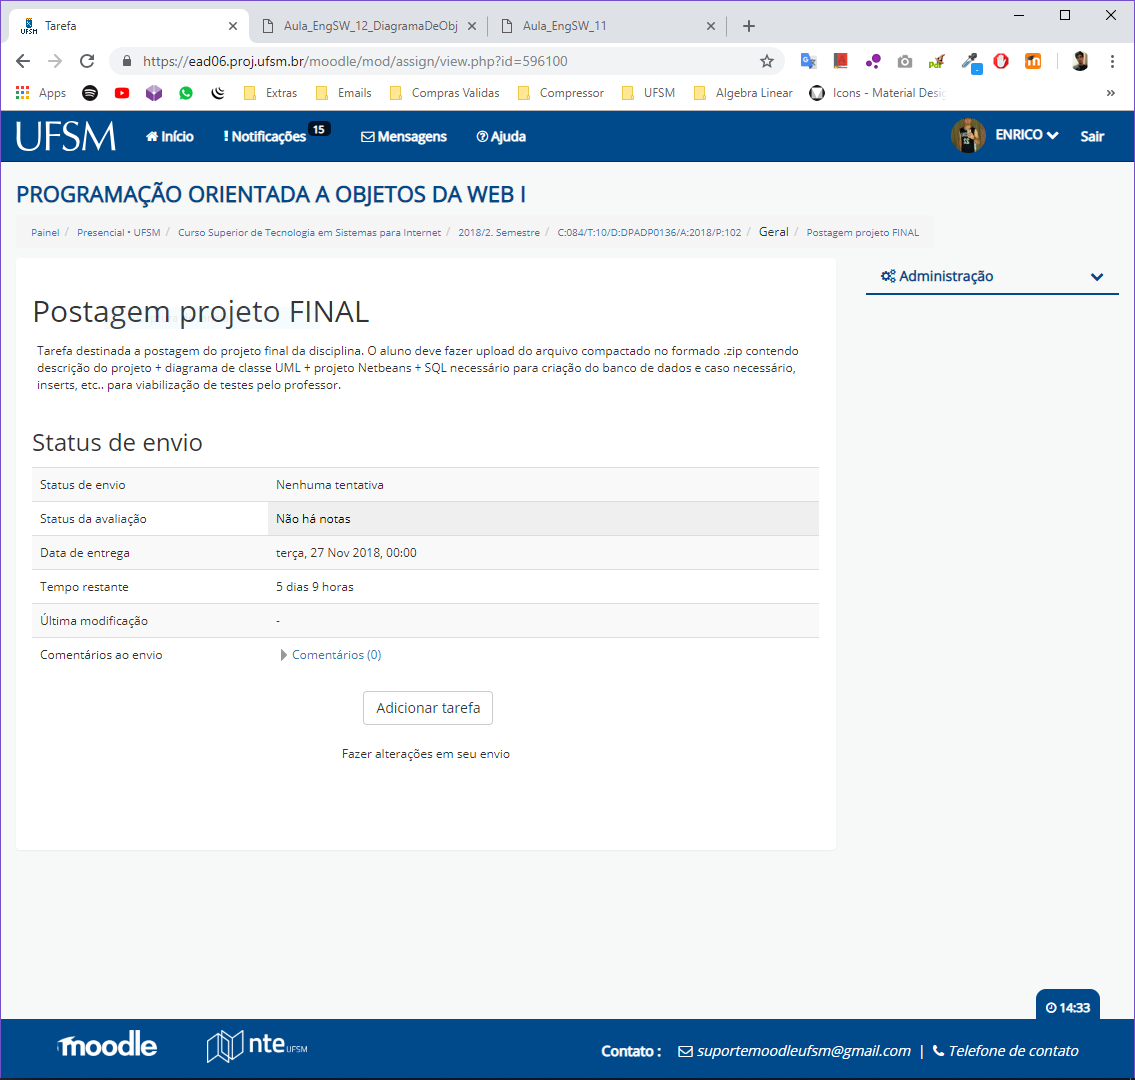 Tarefa
Aula_EngSW_12_DiagramaDeObj
Aula_EngSW_11
https://ead06.proj.ufsm.br/moodle/mod/assign/view.php?id=596100
Apps
Extras
Emails
Compras Validas
Compressor
UFSM
Algebra Linear
Icons - Material Desig
UFSM
Início
Notificações 15
Mensagens
Ajuda
ENRICO
Sair
PROGRAMAÇÃO ORIENTADA A OBJETOS DA WEB I
Painel / Presencial • UFSM / Curso Superior de Tecnologia em Sistemas para Internet / 2018/2. Semestre / C:084/T:10/D:DPADP0136/A:2018/P:102 / Geral / Postagem projeto FINAL
Administração
Postagem projeto FINAL
Tarefa destinada a postagem do projeto final da disciplina. O aluno deve fazer upload do arquivo compactado no formado .zip contendo
descrição do projeto + diagrama de classe UML + projeto Netbeans + SQL necessário para criação do banco de dados e caso necessário,
inserts, etc.. para viabilização de testes pelo professor.
Status de envio
Status de envio Nenhuma tentativa
Status da avaliação Não há notas
Data de entrega terça, 27 Nov 2018, 00:00
Tempo restante 5 dias 9 horas
Última modificação -
Comentários ao envio Comentários (0)
Adicionar tarefa
Fazer alterações em seu envio
14:33
moodle
nte UFSM
Contato : suportemoodleufsm@gmail.com | Telefone de contato